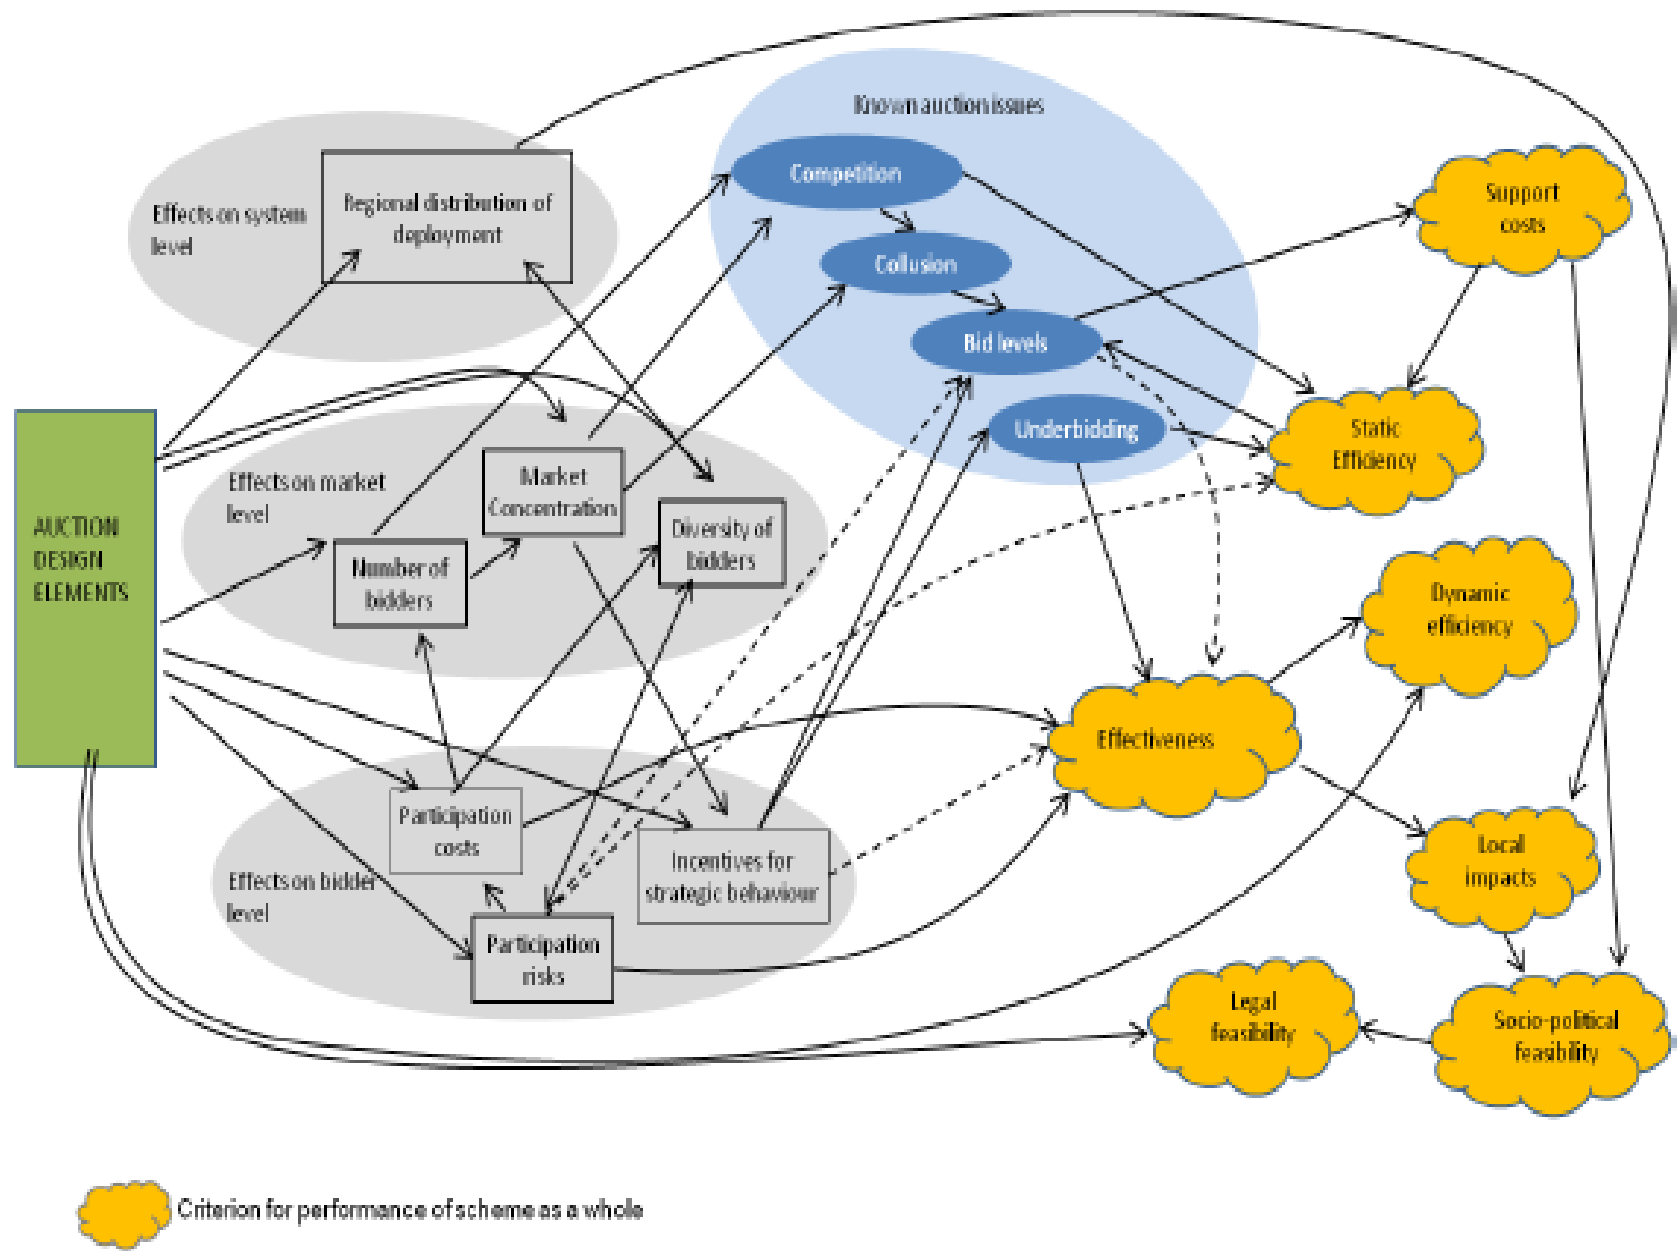 Known auction issues
Competition
Collusion
Bid levels
Underbidding
Effects on system
level
Regional distribution of
deployment
Support
costs
Static
Efficiency
Effects on market
level
Market
Concentration
Diversity of
bidders
Number of
bidders
AUCTION
DESIGN
ELEMENTS
Dynamic
efficiency
Effectiveness
Participation
costs
Incentives for
strategic behaviour
Effects on bidder
level
Participation
risks
Local
impacts
Legal
feasibility
Socio-political
feasibility
Criterion for performance of scheme as a whole